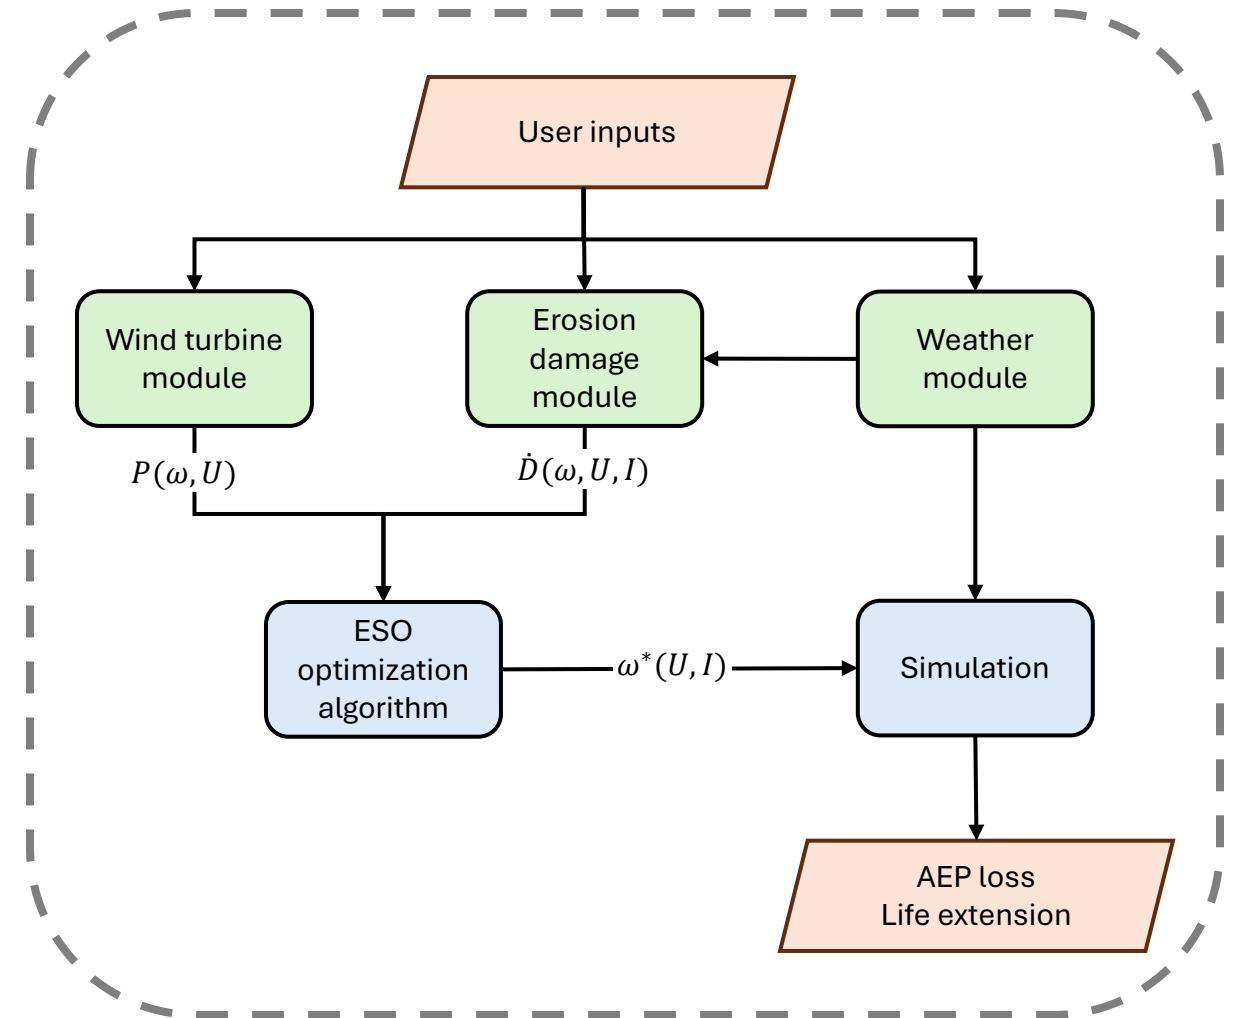 User inputs
Wind turbine
module
Erosion
damage
module
Weather
module
P(ω, U)
Ḋ(ω, U, I)
ESO
optimization
algorithm
ω*(U, I)
Simulation
AEP loss
Life extension